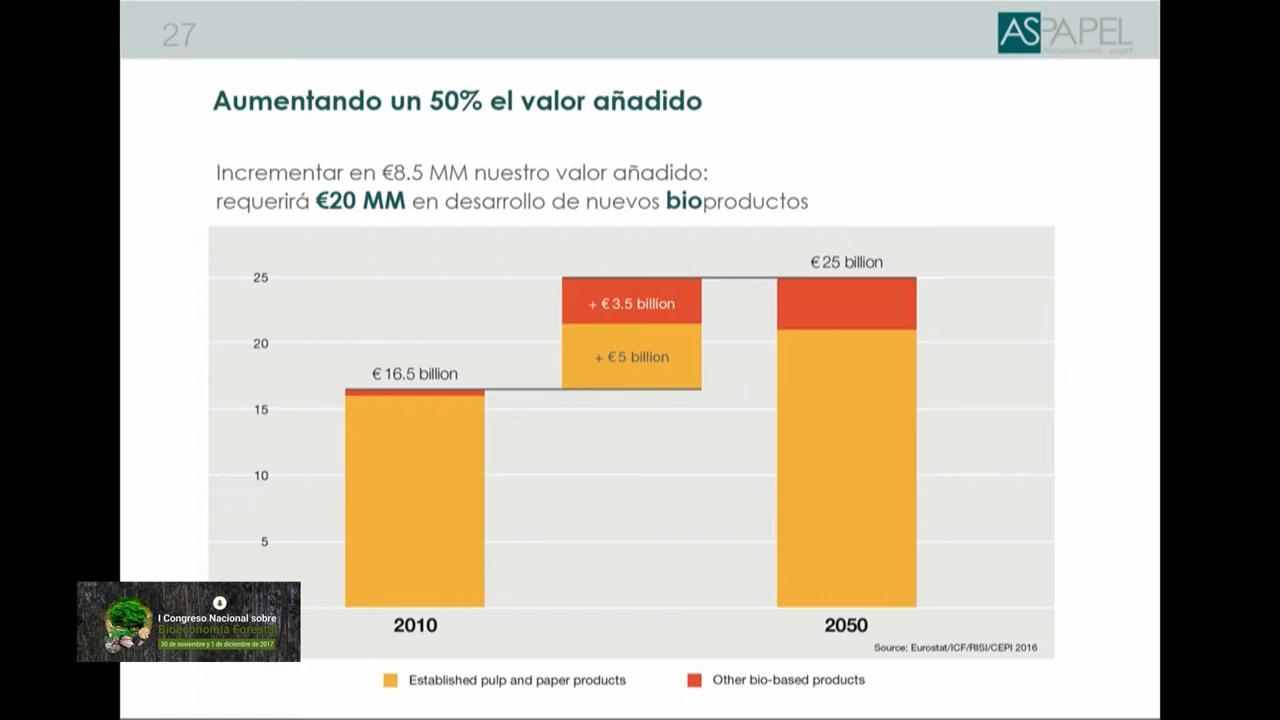 27
ASPAPEL
Naturalmente, papel
Aumentando un 50% el valor añadido
Incrementar en €8.5 MM nuestro valor añadido:
requerirá €20 MM en desarrollo de nuevos bioproductos
25
20
15
10
5
€ 16.5 billion
+ € 3.5 billion
+ € 5 billion
€ 25 billion
2010
2050
Source: Eurostat/ICF/RISI/CEPI 2016
Established pulp and paper products
Other bio-based products
I Congreso Nacional sobre
Bioeconomía Forestal
30 de noviembre y 1 de diciembre de 2017